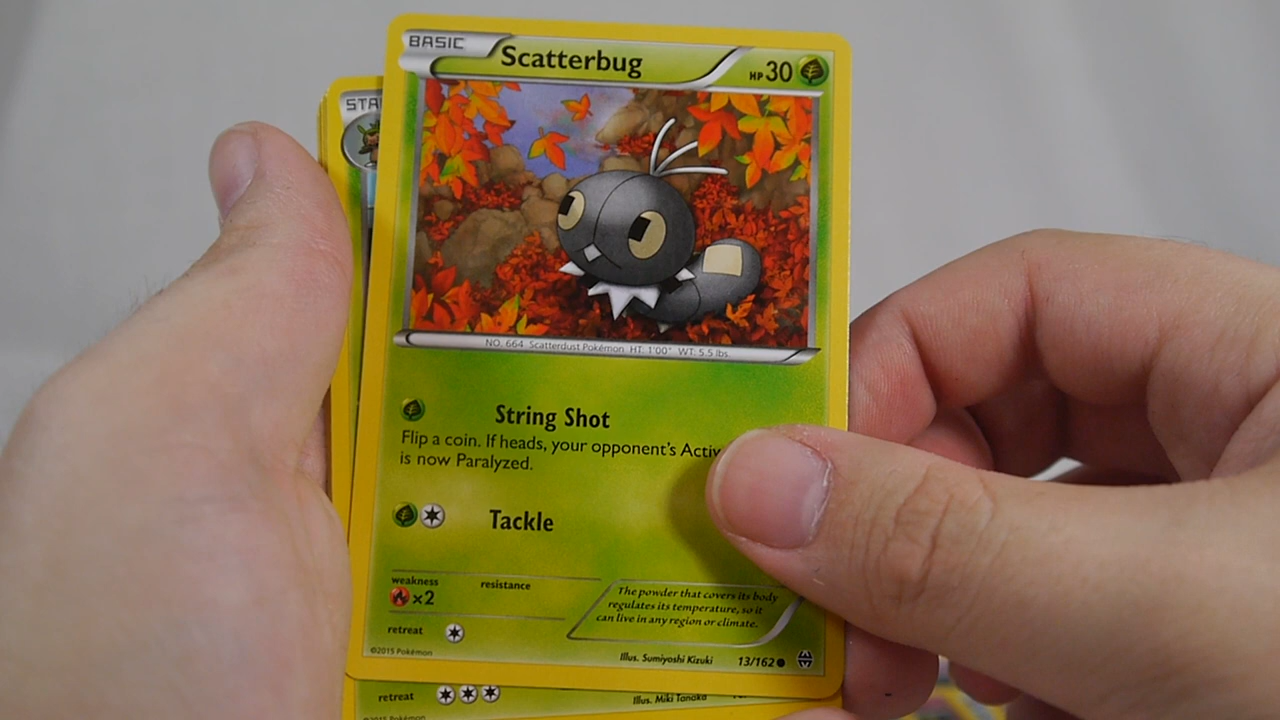 BASIC
Scatterbug
HP 30
STA
NO. 664 Scatterdust Pokémon HT: 1'00" WT: 5.5 lbs.
String Shot
Flip a coin. If heads, your opponent's Activ
is now Paralyzed.
Tackle
weakness
resistance
×2
The powder that covers its body
regulates its temperature, so it
can live in any region or climate.
retreat
©2015 Pokémon
Illus. Sumiyoshi Kizuki
13/162
retreat
Illus. Miki Tanaka
©2015 Pokémon